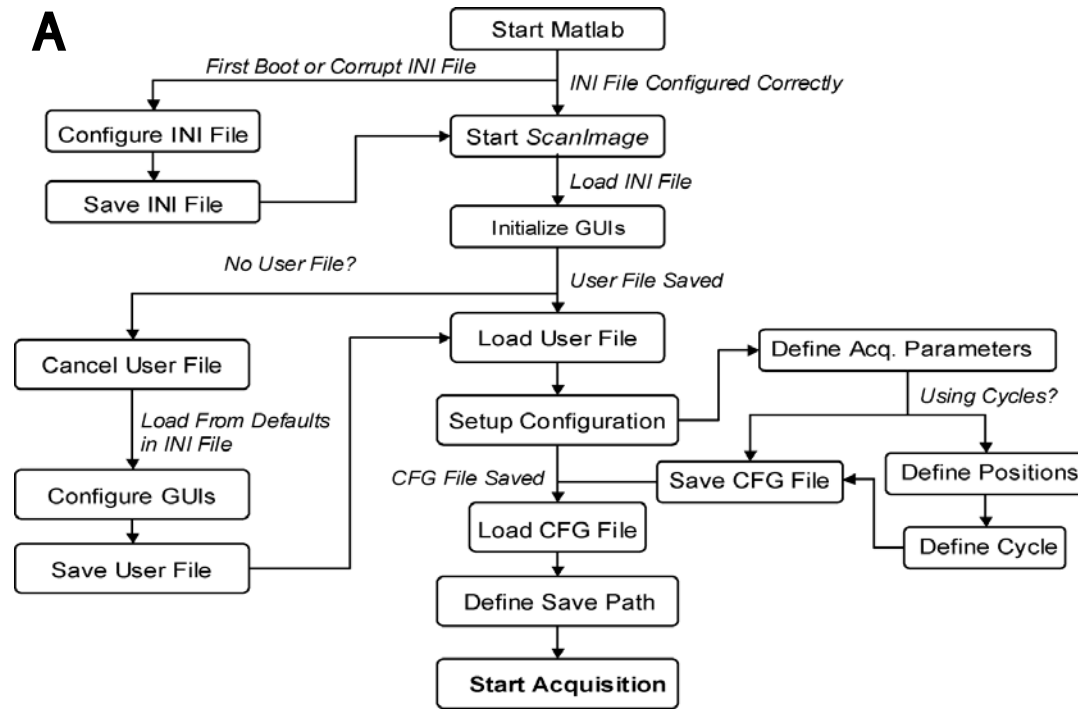 A
Start Matlab
First Boot or Corrupt INI File
INI File Configured Correctly
Configure INI File
Start ScanImage
Save INI File
Load INI File
Initialize GUIs
No User File?
User File Saved
Load User File
Define Acq. Parameters
Cancel User File
Using Cycles?
Load From Defaults
in INI File
Setup Configuration
CFG File Saved
Save CFG File
Define Positions
Configure GUIs
Load CFG File
Define Cycle
Save User File
Define Save Path
Start Acquisition